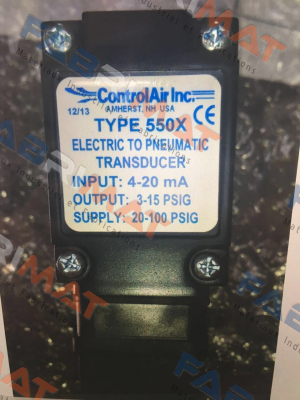 ControlAir Inc.
12/13 AMHERST, NH USA CE
TYPE 550X
ELECTRIC TO PNEUMATIC
TRANSDUCER
INPUT: 4-20 mA
OUTPUT: 3-15 PSIG
SUPPLY: 20-100 PSIG
FABRIMAT